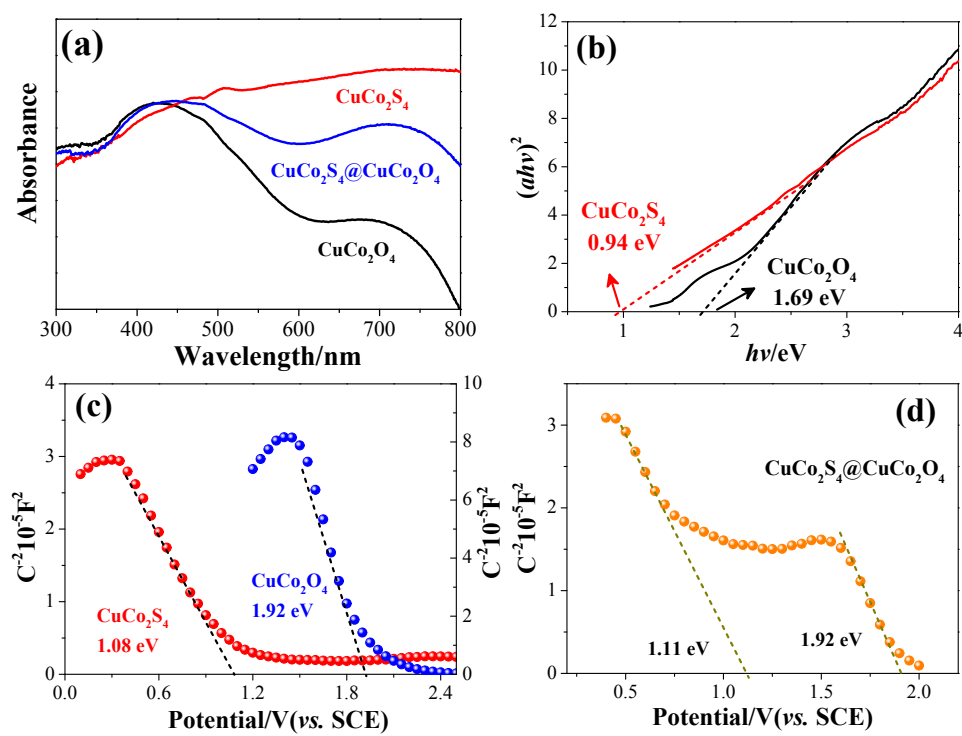 (a)
Absorbance
CuCo₂S₄
CuCo₂S₄@CuCo₂O₄
CuCo₂O₄
300 400 500 600 700 800
Wavelength/nm
(b)
(ahν)²
12
10
8
6
4
2
0
CuCo₂S₄
0.94 eV
CuCo₂O₄
1.69 eV
0 1 2 3 4
hν/eV
(c)
C⁻²10⁻⁵F²
4
3
2
1
0
10
8
6
4
2
0
C⁻²10⁻⁵F²
CuCo₂S₄
1.08 eV
CuCo₂O₄
1.92 eV
0.0 0.6 1.2 1.8 2.4
Potential/V(vs. SCE)
(d)
C⁻²10⁻⁵F²
3
2
1
0
CuCo₂S₄@CuCo₂O₄
1.11 eV
1.92 eV
0.5 1.0 1.5 2.0
Potential/V(vs. SCE)